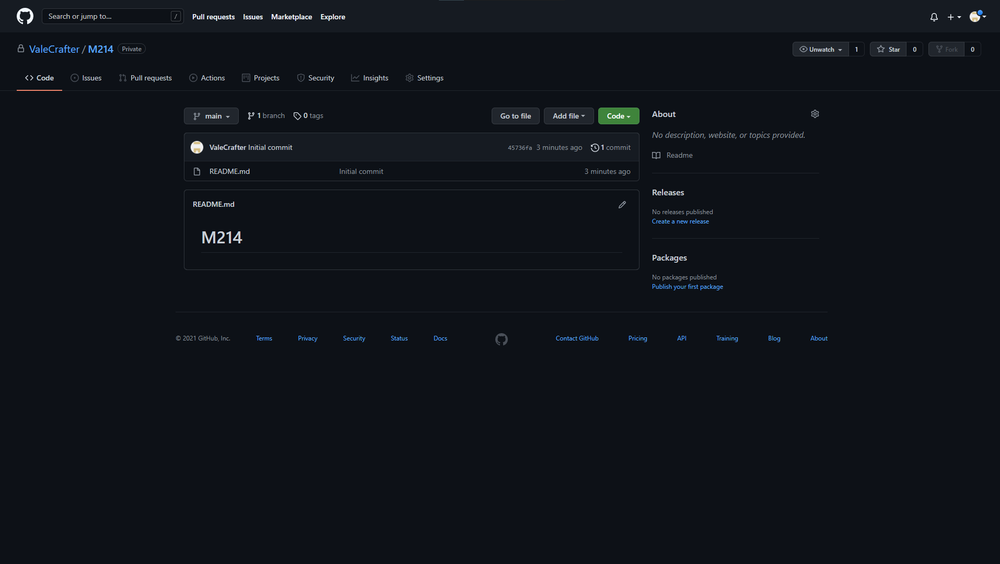 Search or jump to... /
Pull requests Issues Marketplace Explore
ValeCrafter / M214 Private
Unwatch 1 Star 0 Fork 0
Code Issues Pull requests Actions Projects Security Insights Settings
main 1 branch 0 tags Go to file Add file Code
ValeCrafter Initial commit 45736fa 3 minutes ago 1 commit
README.md Initial commit 3 minutes ago
README.md
M214
About
No description, website, or topics provided.
Readme
Releases
No releases published
Create a new release
Packages
No packages published
Publish your first package
© 2021 GitHub, Inc. Terms Privacy Security Status Docs Contact GitHub Pricing API Training Blog About